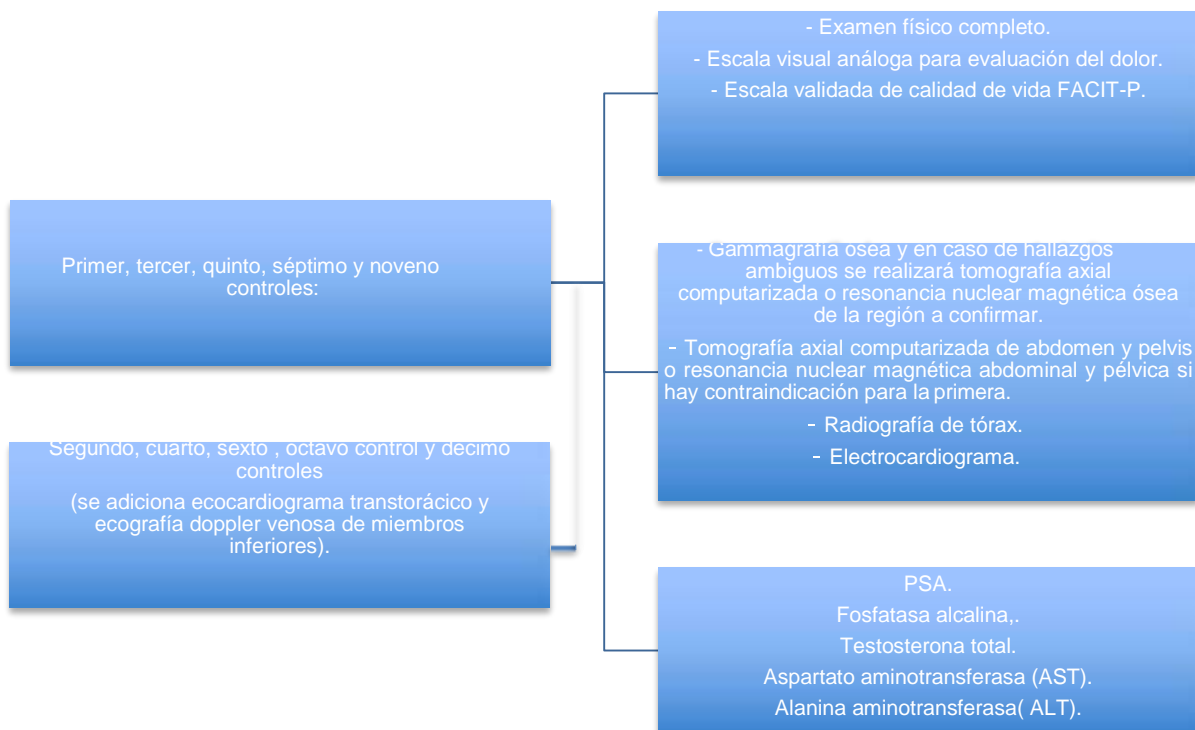 Primer, tercer, quinto, séptimo y noveno
controles:
Segundo, cuarto, sexto , octavo control y décimo
controles
(se adiciona ecocardiograma transtorácico y
ecografía doppler venosa de miembros
inferiores).
- Examen físico completo.
- Escala visual análoga para evaluación del dolor.
- Escala validada de calidad de vida FACIT-P.
- Gammagrafía ósea y en caso de hallazgos
ambiguos se realizará tomografía axial
computarizada o resonancia nuclear magnética ósea
de la región a confirmar.
- Tomografía axial computarizada de abdomen y pelvis
o resonancia nuclear magnética abdominal y pélvica si
hay contraindicación para la primera.
- Radiografía de tórax.
- Electrocardiograma.
PSA.
Fosfatasa alcalina,.
Testosterona total.
Aspartato aminotransferasa (AST).
Alanina aminotransferasa( ALT).